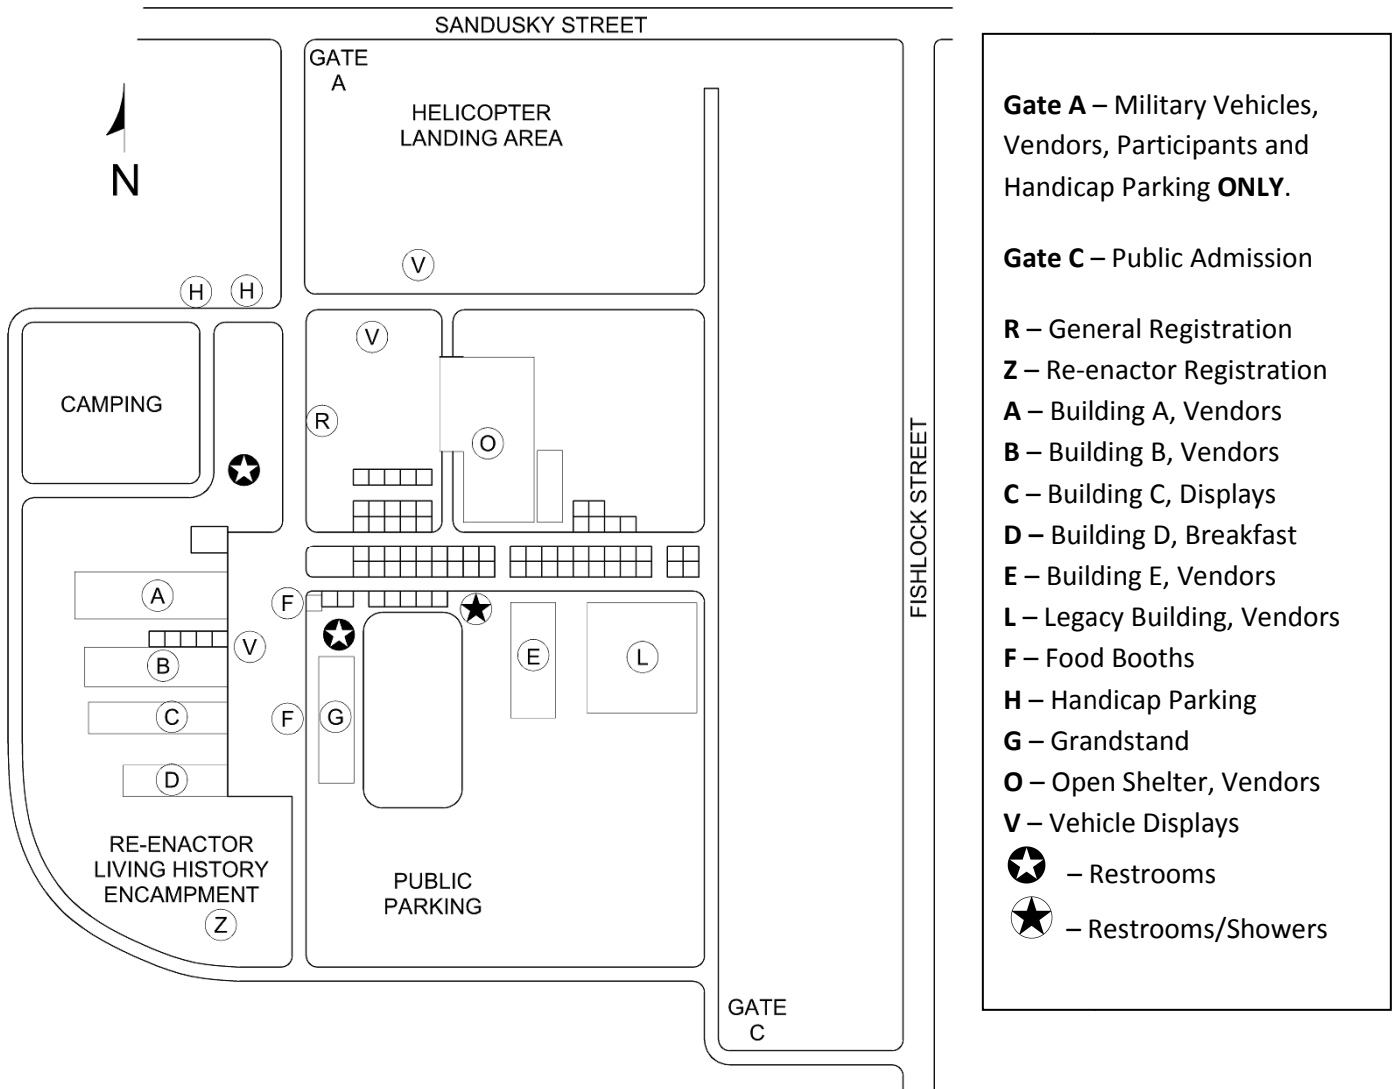 SANDUSKY STREET
GATE
A
HELICOPTER
LANDING AREA
N
V
H
H
V
CAMPING
R
O
FISHLOCK STREET
A
F
V
B
E
L
C
F
G
D
RE-ENACTOR
LIVING HISTORY
ENCAMPMENT
Z
PUBLIC
PARKING
GATE
C
Gate A – Military Vehicles,
Vendors, Participants and
Handicap Parking ONLY.
Gate C – Public Admission
R – General Registration
Z – Re-enactor Registration
A – Building A, Vendors
B – Building B, Vendors
C – Building C, Displays
D – Building D, Breakfast
E – Building E, Vendors
L – Legacy Building, Vendors
F – Food Booths
H – Handicap Parking
G – Grandstand
O – Open Shelter, Vendors
V – Vehicle Displays
– Restrooms
– Restrooms/Showers